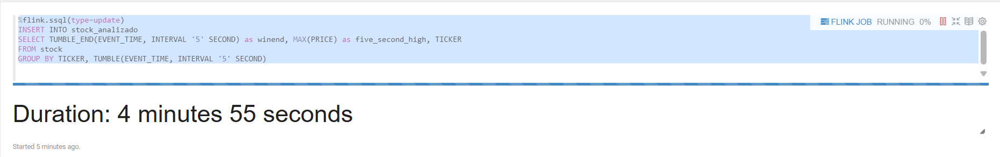 %flink.ssql(type=update)
FLINK JOB RUNNING 0%
INSERT INTO stock_analizado
SELECT TUMBLE_END(EVENT_TIME, INTERVAL '5' SECOND) as winend, MAX(PRICE) as five_second_high, TICKER
FROM stock
GROUP BY TICKER, TUMBLE(EVENT_TIME, INTERVAL '5' SECOND)
Duration: 4 minutes 55 seconds
Started 5 minutes ago.